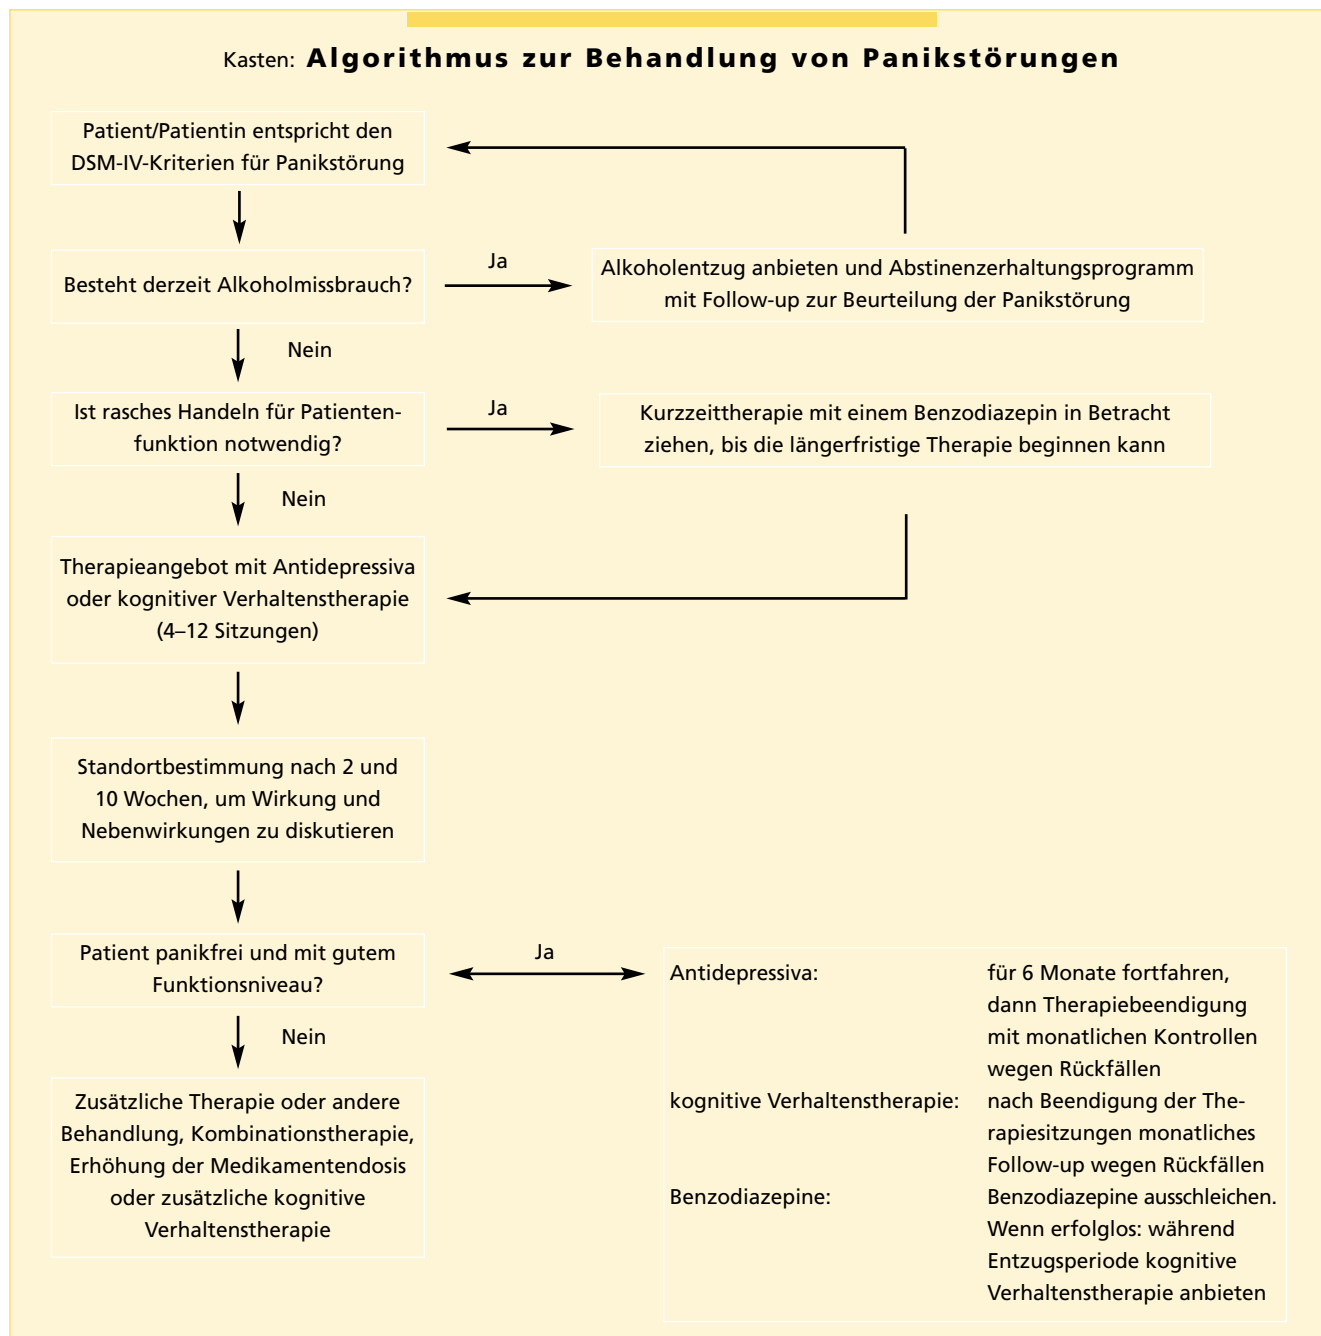 Kasten: Algorithmus zur Behandlung von Panikstörungen
Patient/Patientin entspricht den
DSM-IV-Kriterien für Panikstörung
Besteht derzeit Alkoholmissbrauch?
Ja
Alkoholentzug anbieten und Abstinenzerhaltungsprogramm
mit Follow-up zur Beurteilung der Panikstörung
Nein
Ist rasches Handeln für Patienten-
funktion notwendig?
Ja
Kurzzeittherapie mit einem Benzodiazepin in Betracht
ziehen, bis die längerfristige Therapie beginnen kann
Nein
Therapieangebot mit Antidepressiva
oder kognitiver Verhaltenstherapie
(4–12 Sitzungen)
Standortbestimmung nach 2 und
10 Wochen, um Wirkung und
Nebenwirkungen zu diskutieren
Patient panikfrei und mit gutem
Funktionsniveau?
Ja
Antidepressiva: für 6 Monate fortfahren,
dann Therapiebeendigung
mit monatlichen Kontrollen
wegen Rückfällen
kognitive Verhaltenstherapie: nach Beendigung der The-
rapiesitzungen monatliches
Follow-up wegen Rückfällen
Benzodiazepine: Benzodiazepine ausschleichen.
Wenn erfolglos: während
Entzugsperiode kognitive
Verhaltenstherapie anbieten
Nein
Zusätzliche Therapie oder andere
Behandlung, Kombinationstherapie,
Erhöhung der Medikamentendosis
oder zusätzliche kognitive
Verhaltenstherapie